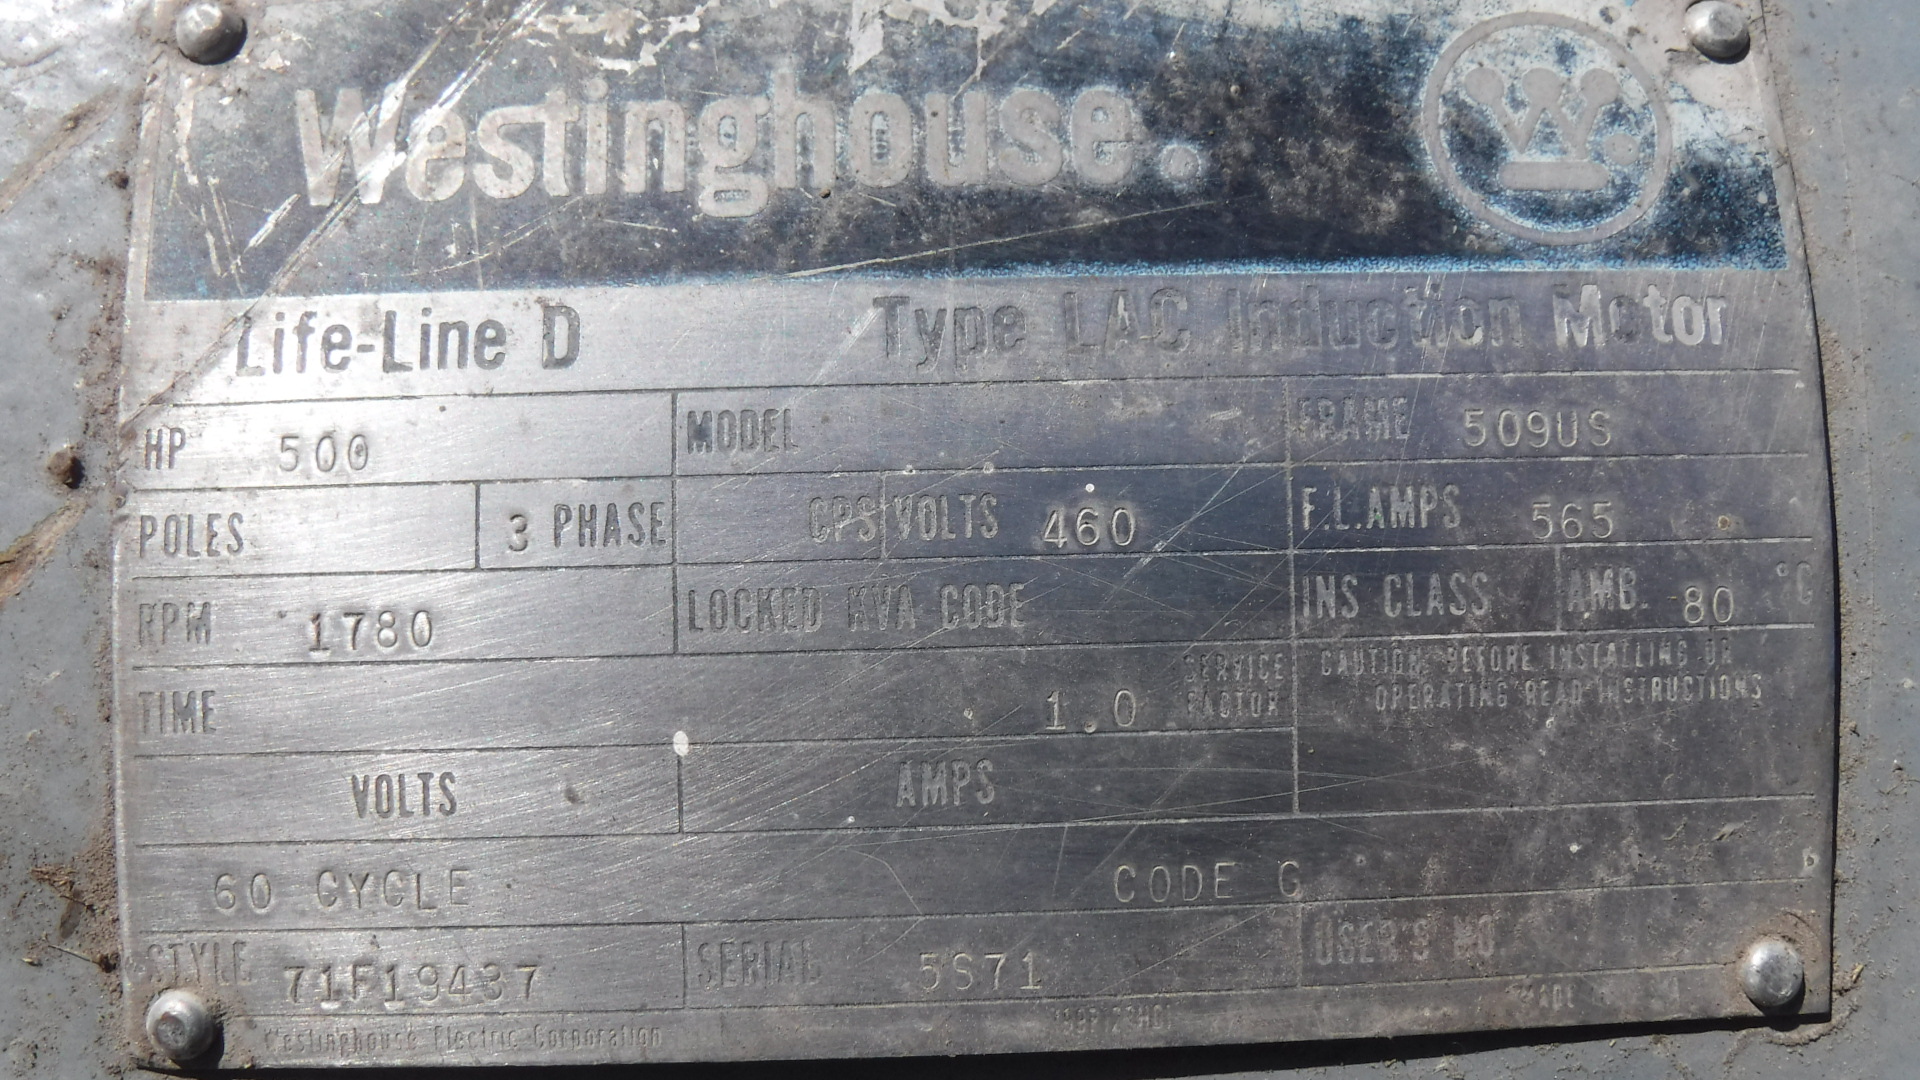 Westinghouse.
W
Life-Line D Type LAC Induction Motor
HP 500 MODEL FRAME 509US
POLES 3 PHASE CPS VOLTS 460 F.L.AMPS 565
RPM 1780 LOCKED KVA CODE INS CLASS AMB. 80 °C
TIME 1.0 SERVICE FACTOR CAUTION BEFORE INSTALLING OR
OPERATING READ INSTRUCTIONS
VOLTS AMPS
60 CYCLE CODE G
STYLE 71F19437 SERIAL 5S71 USER'S NO.
Westinghouse Electric Corporation MADE